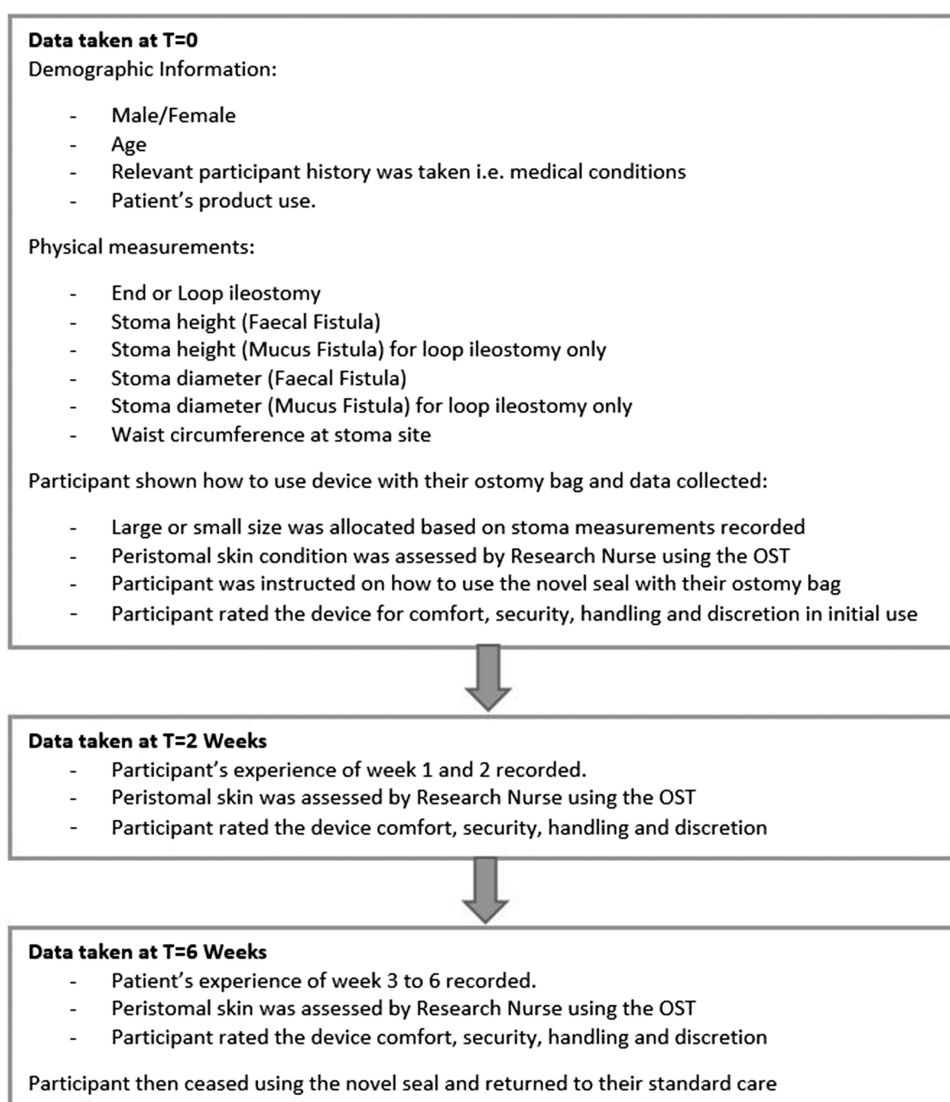 Data taken at T=0
Demographic Information:
- Male/Female
- Age
- Relevant participant history was taken i.e. medical conditions
- Patient's product use.
Physical measurements:
- End or Loop ileostomy
- Stoma height (Faecal Fistula)
- Stoma height (Mucus Fistula) for loop ileostomy only
- Stoma diameter (Faecal Fistula)
- Stoma diameter (Mucus Fistula) for loop ileostomy only
- Waist circumference at stoma site
Participant shown how to use device with their ostomy bag and data collected:
- Large or small size was allocated based on stoma measurements recorded
- Peristomal skin condition was assessed by Research Nurse using the OST
- Participant was instructed on how to use the novel seal with their ostomy bag
- Participant rated the device for comfort, security, handling and discretion in initial use
Data taken at T=2 Weeks
- Participant's experience of week 1 and 2 recorded.
- Peristomal skin was assessed by Research Nurse using the OST
- Participant rated the device comfort, security, handling and discretion
Data taken at T=6 Weeks
- Patient's experience of week 3 to 6 recorded.
- Peristomal skin was assessed by Research Nurse using the OST
- Participant rated the device comfort, security, handling and discretion
Participant then ceased using the novel seal and returned to their standard care